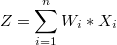 Z = \sum_{i=1}^{n} W_i * X_i